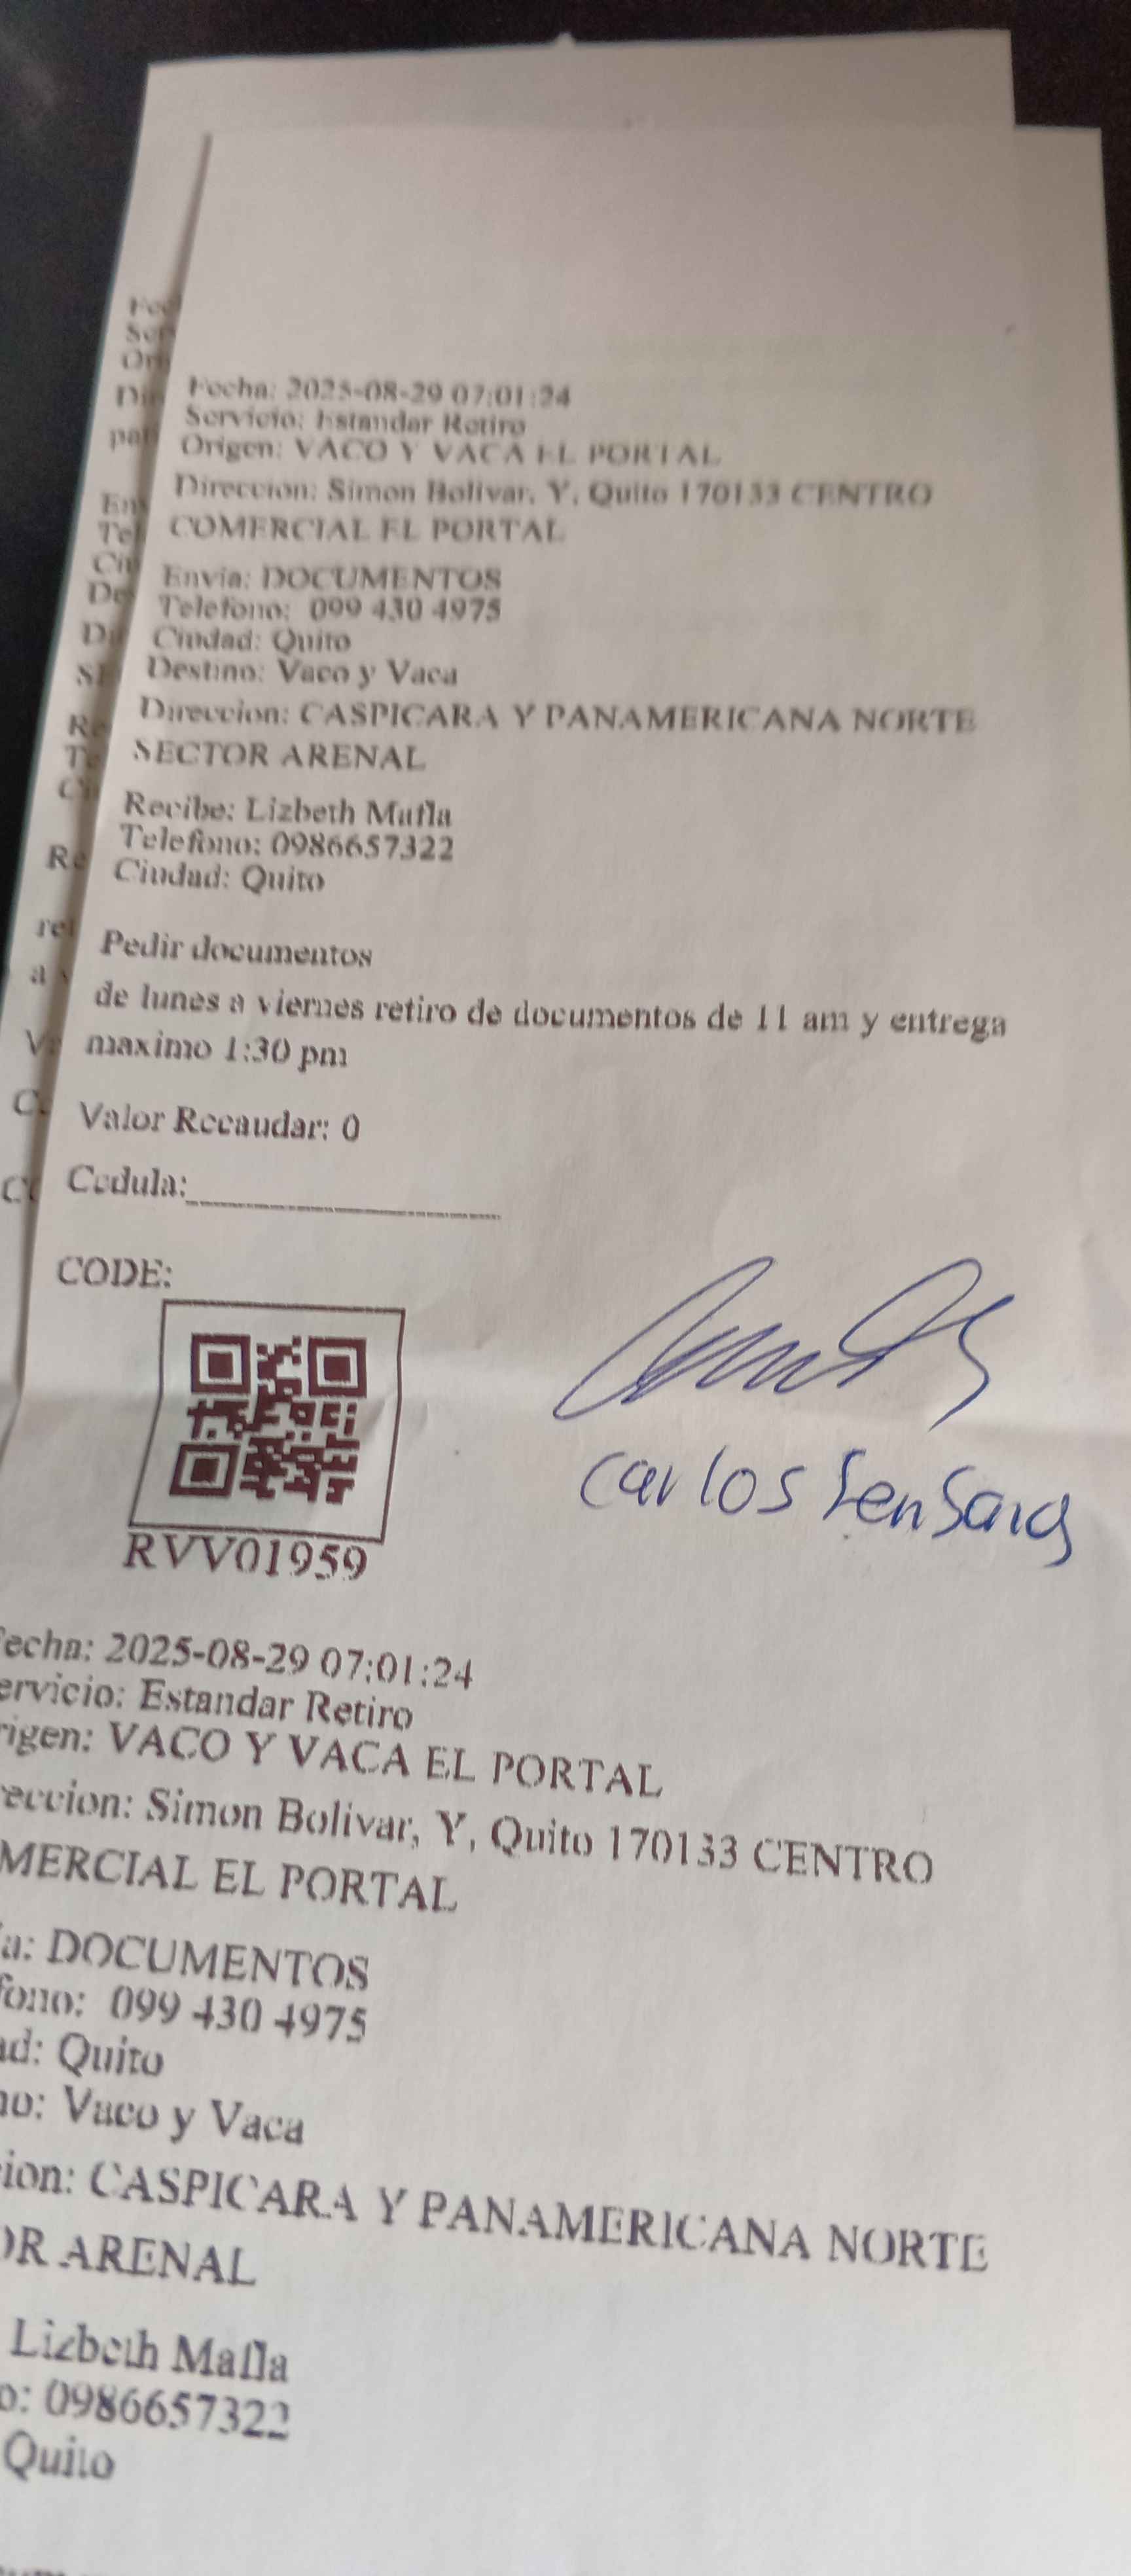 Fecha: 2025-08-29 07:01:24
Servicio: Estandar Retiro
Origen: VACO Y VACA EL PORTAL
Direccion: Simon Bolivar, Y, Quito 170133 CENTRO
COMERCIAL EL PORTAL
Envia: DOCUMENTOS
Telefono: 099 430 4975
Ciudad: Quito
Destino: Vaco y Vaca
Direccion: CASPICARA Y PANAMERICANA NORTE
SECTOR ARENAL
Recibe: Lizbeth Mafla
Telefono: 0986657322
Ciudad: Quito
Pedir documentos
de lunes a viernes retiro de documentos de 11 am y entrega
maximo 1:30 pm
Valor Recaudar: 0
Cedula:
CODE:
Carlos
RVV01959
echa: 2025-08-29 07:01:24
ervicio: Estandar Retiro
rigen: VACO Y VACA EL PORTAL
reccion: Simon Bolivar, Y, Quito 170133 CENTRO
MERCIAL EL PORTAL
ia: DOCUMENTOS
fono: 099 430 4975
ad: Quito
no: Vaco y Vaca
cion: CASPICARA Y PANAMERICANA NORTE
OR ARENAL
Lizbeth Mafla
o: 0986657322
Quito